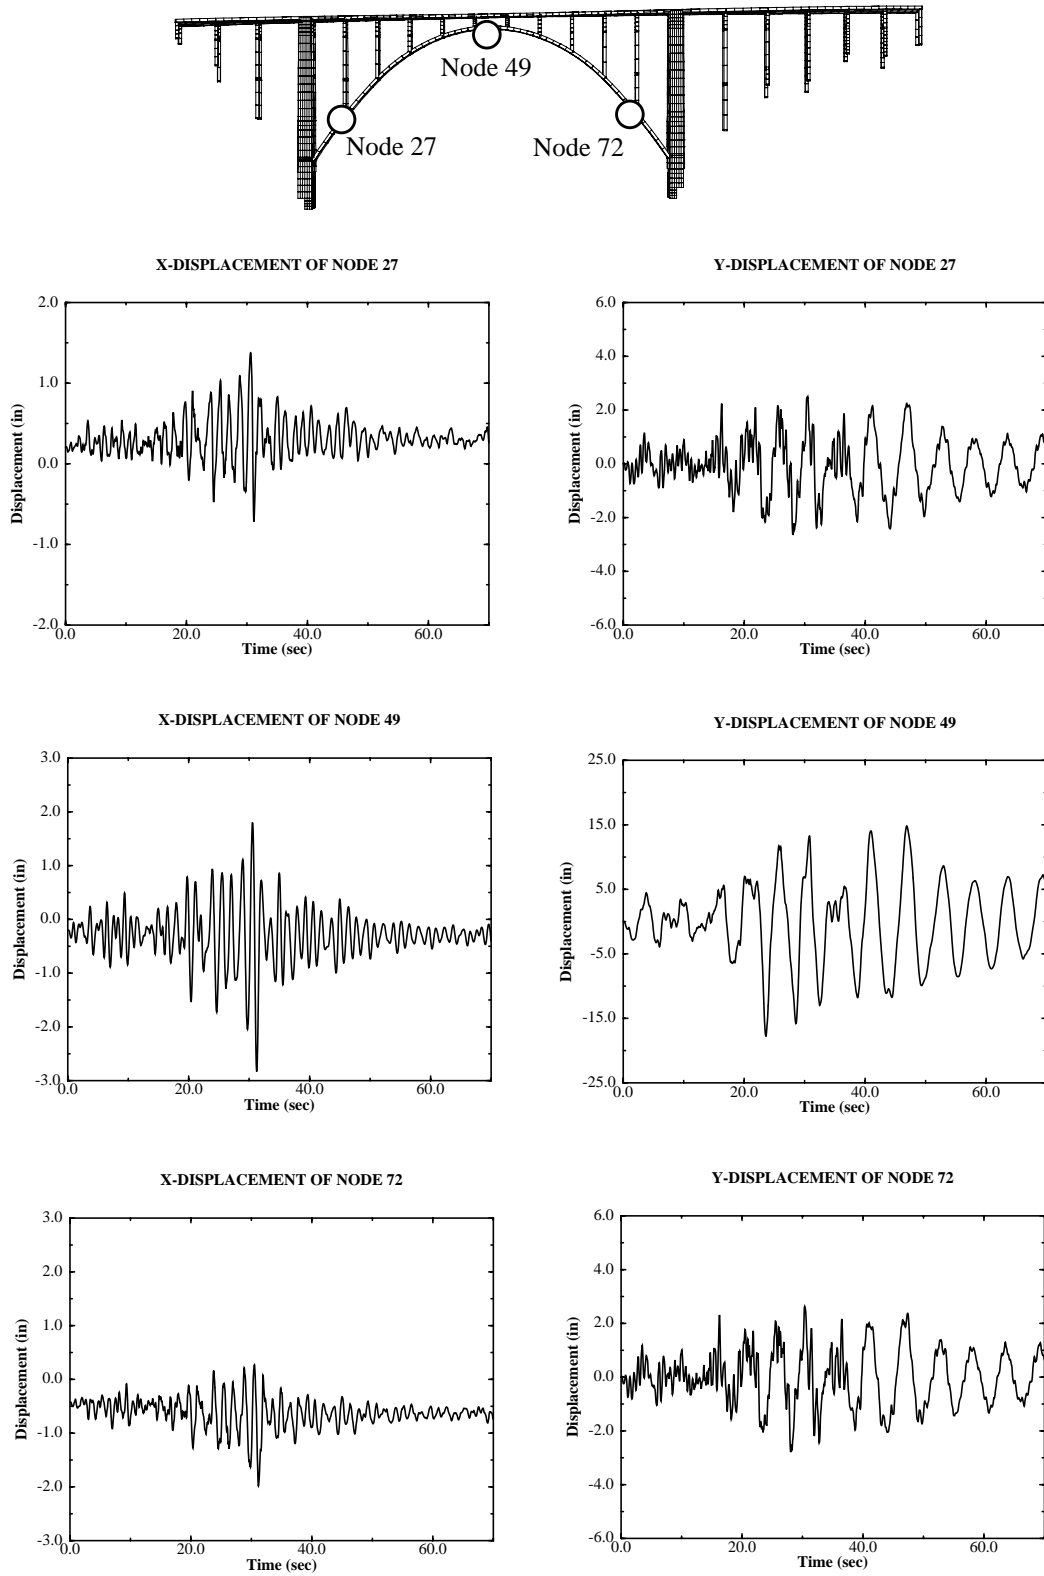 Node 49
Node 27
Node 72
X-DISPLACEMENT OF NODE 27
2.0
1.0
0.0
-1.0
-2.0
Displacement (in)
0.0 20.0 40.0 60.0
Time (sec)
Y-DISPLACEMENT OF NODE 27
6.0
4.0
2.0
0.0
-2.0
-4.0
-6.0
Displacement (in)
0.0 20.0 40.0 60.0
Time (sec)
X-DISPLACEMENT OF NODE 49
3.0
2.0
1.0
0.0
-1.0
-2.0
-3.0
Displacement (in)
0.0 20.0 40.0 60.0
Time (sec)
Y-DISPLACEMENT OF NODE 49
25.0
15.0
5.0
-5.0
-15.0
-25.0
Displacement (in)
0.0 20.0 40.0 60.0
Time (sec)
X-DISPLACEMENT OF NODE 72
3.0
2.0
1.0
0.0
-1.0
-2.0
-3.0
Displacement (in)
0.0 20.0 40.0 60.0
Time (sec)
Y-DISPLACEMENT OF NODE 72
6.0
4.0
2.0
0.0
-2.0
-4.0
-6.0
Displacement (in)
0.0 20.0 40.0 60.0
Time (sec)